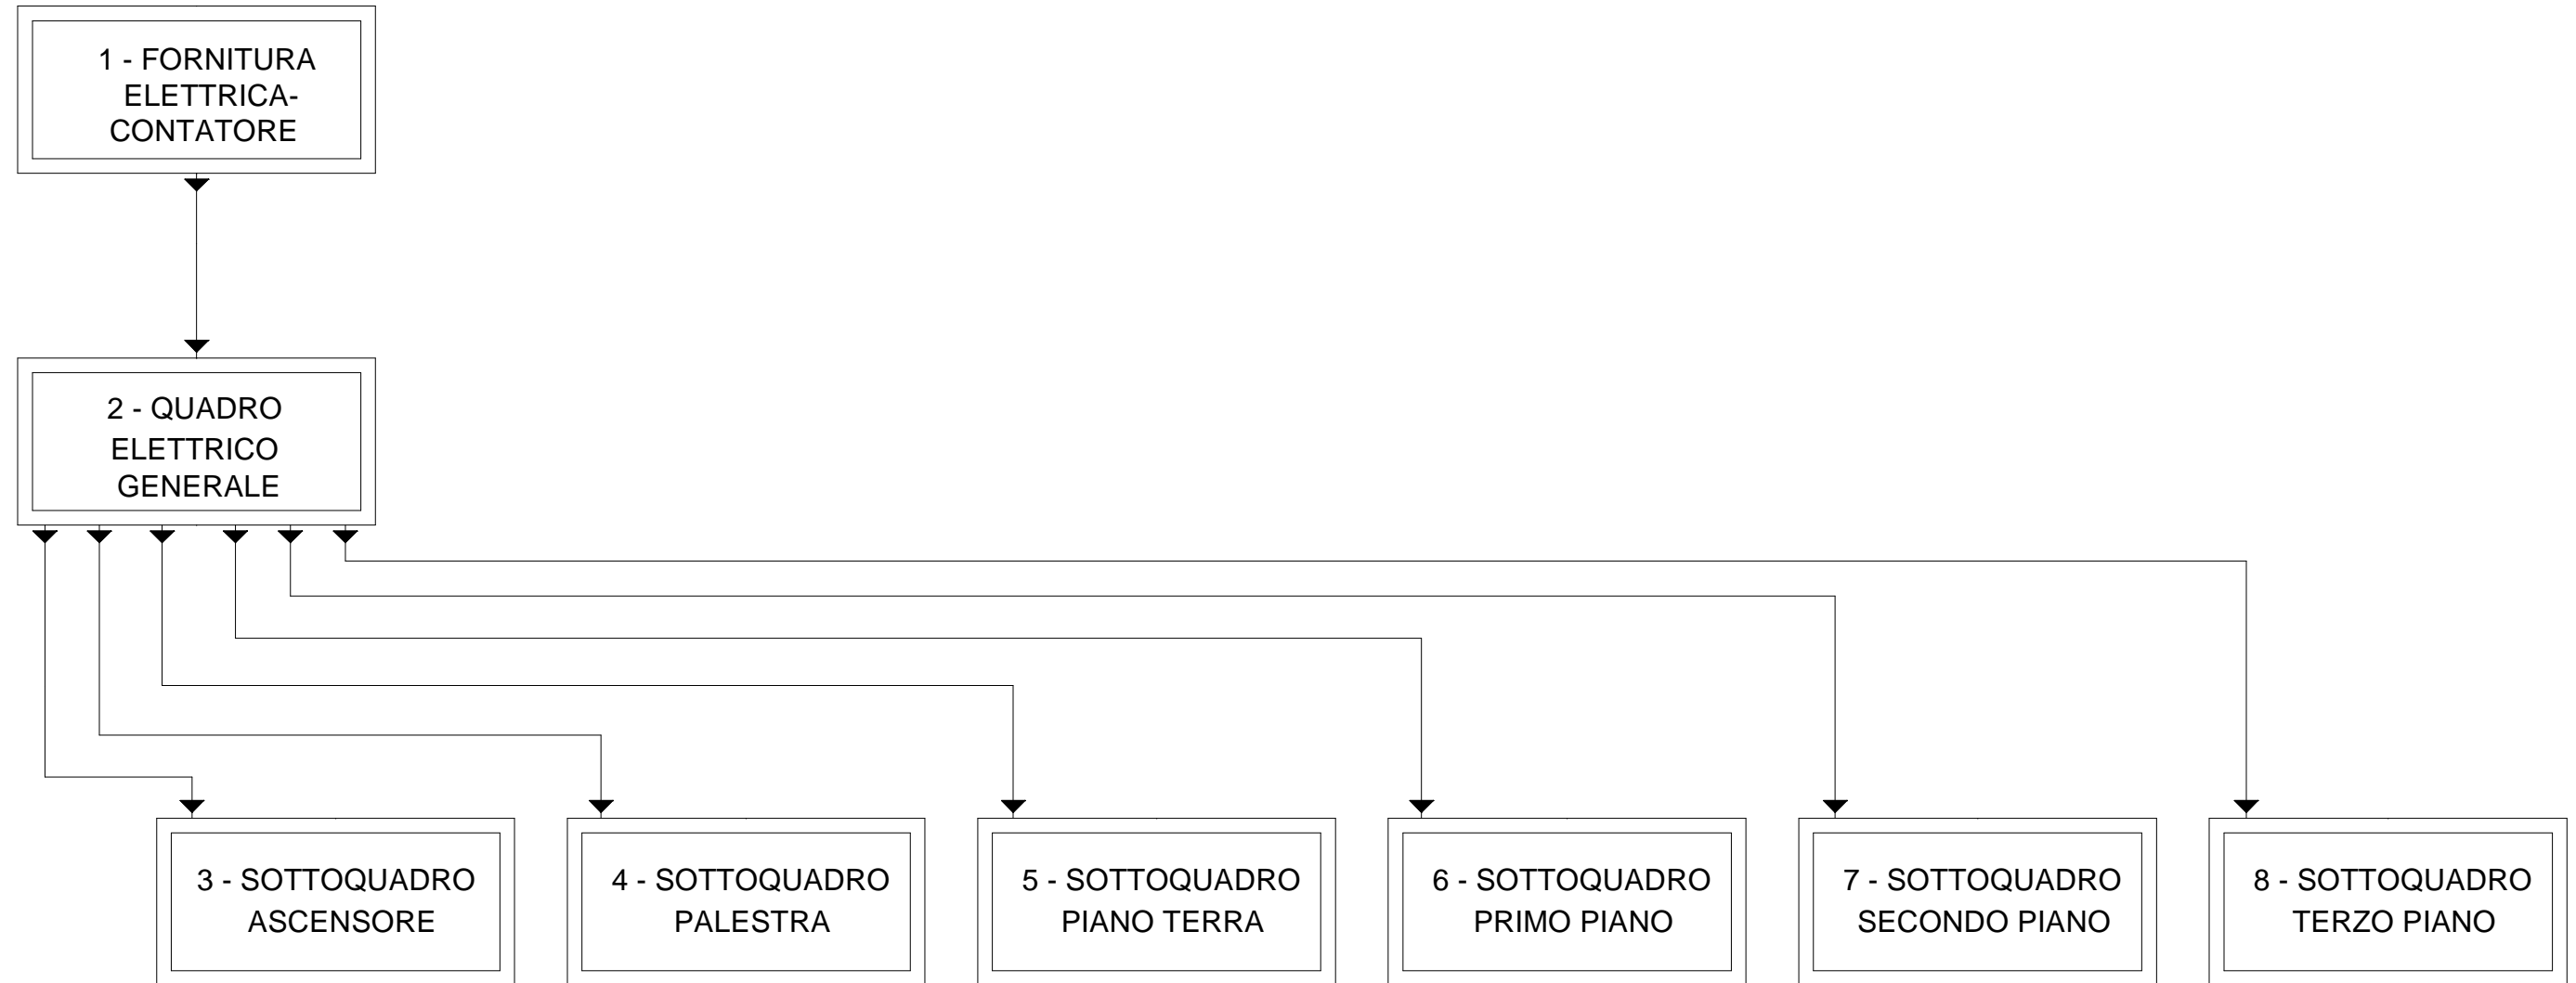 1 - FORNITURA
ELETTRICA-
CONTATORE
2 - QUADRO
ELETTRICO
GENERALE
3 - SOTTOQUADRO
ASCENSORE
4 - SOTTOQUADRO
PALESTRA
5 - SOTTOQUADRO
PIANO TERRA
6 - SOTTOQUADRO
PRIMO PIANO
7 - SOTTOQUADRO
SECONDO PIANO
8 - SOTTOQUADRO
TERZO PIANO